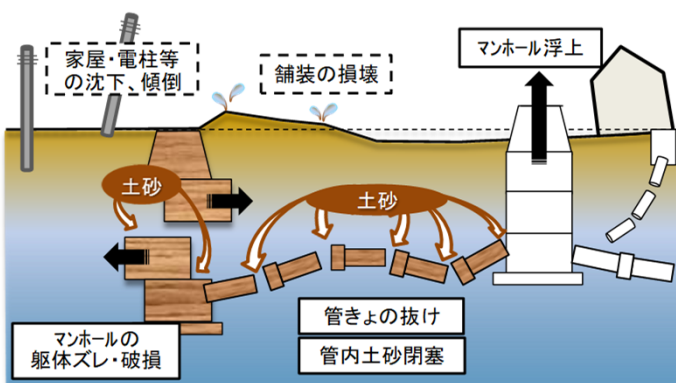 家屋・電柱等
の沈下、傾倒
舗装の損壊
マンホール浮上
土砂
土砂
管きょの抜け
管内土砂閉塞
マンホールの
躯体ズレ・破損